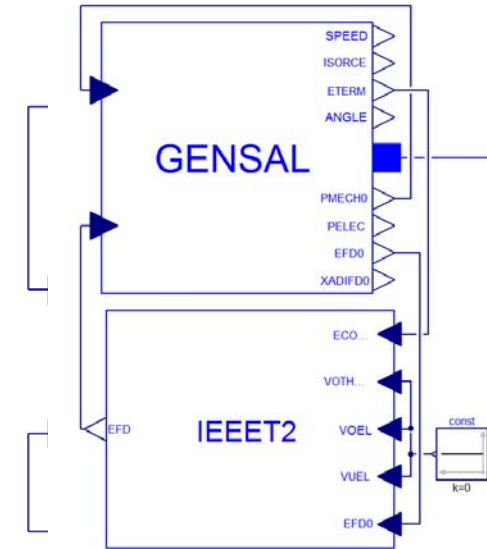 SPEED
ISORCE
ETERM
ANGLE
GENSAL
PMECH0
PELEC
EFD0
XADIFD0
ECO...
VOTH...
EFD
IEEET2
VOEL
const
VUEL
k=0
EFD0